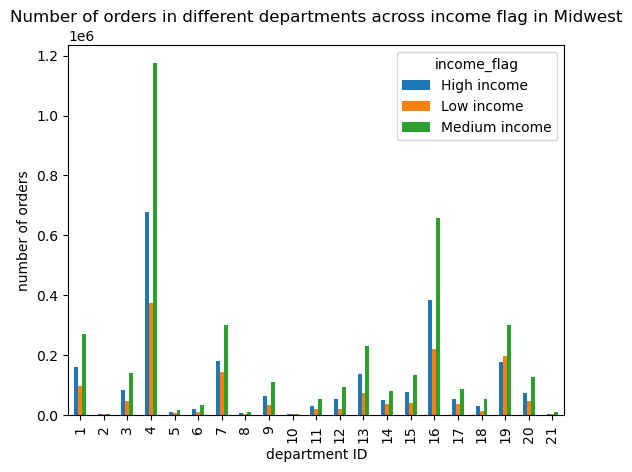 Number of orders in different departments across income flag in Midwest
1e6
income_flag
High income
Low income
Medium income
number of orders
1.2
1.0
0.8
0.6
0.4
0.2
0.0
1 2 3 4 5 6 7 8 9 10 11 12 13 14 15 16 17 18 19 20 21
department ID